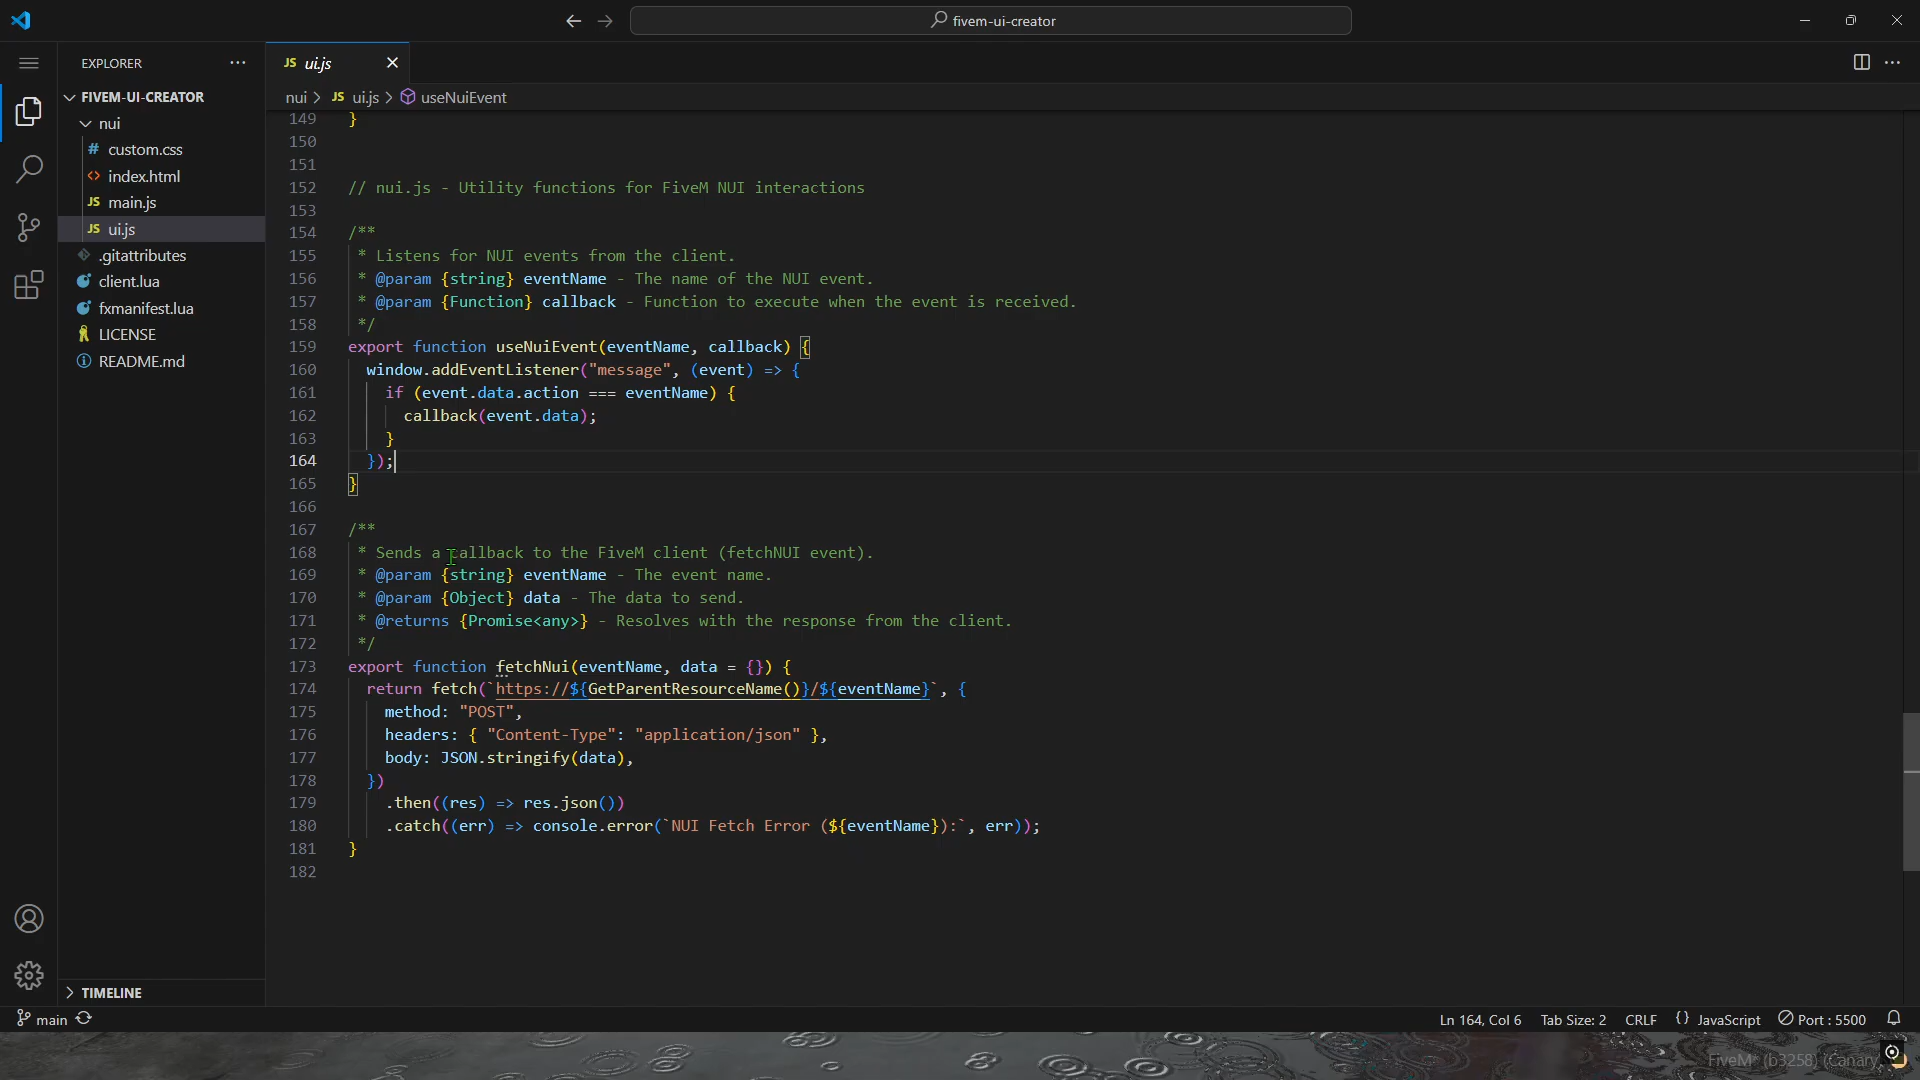 fivem-ui-creator
EXPLORER
FIVEM-UI-CREATOR
nui
# custom.css
<> index.html
JS main.js
JS ui.js
.gitattributes
client.lua
fxmanifest.lua
LICENSE
README.md
TIMELINE
JS ui.js
nui > JS ui.js > useNuiEvent
149 }
150
151
152 // nui.js - Utility functions for FiveM NUI interactions
153
154 /**
155  * Listens for NUI events from the client.
156  * @param {string} eventName - The name of the NUI event.
157  * @param {Function} callback - Function to execute when the event is received.
158  */
159 export function useNuiEvent(eventName, callback) {
160   window.addEventListener("message", (event) => {
161     if (event.data.action === eventName) {
162       callback(event.data);
163     }
164   });
165 }
166
167 /**
168  * Sends a callback to the FiveM client (fetchNUI event).
169  * @param {string} eventName - The event name.
170  * @param {Object} data - The data to send.
171  * @returns {Promise<any>} - Resolves with the response from the client.
172  */
173 export function fetchNui(eventName, data = {}) {
174   return fetch(`https://${GetParentResourceName()}/${eventName}`, {
175     method: "POST",
176     headers: { "Content-Type": "application/json" },
177     body: JSON.stringify(data),
178   })
179     .then((res) => res.json())
180     .catch((err) => console.error(`NUI Fetch Error (${eventName}):`, err));
181 }
182
main
Ln 164, Col 6
Tab Size: 2
CRLF
{} JavaScript
Port : 5500
FiveM® (b3258) (Canary